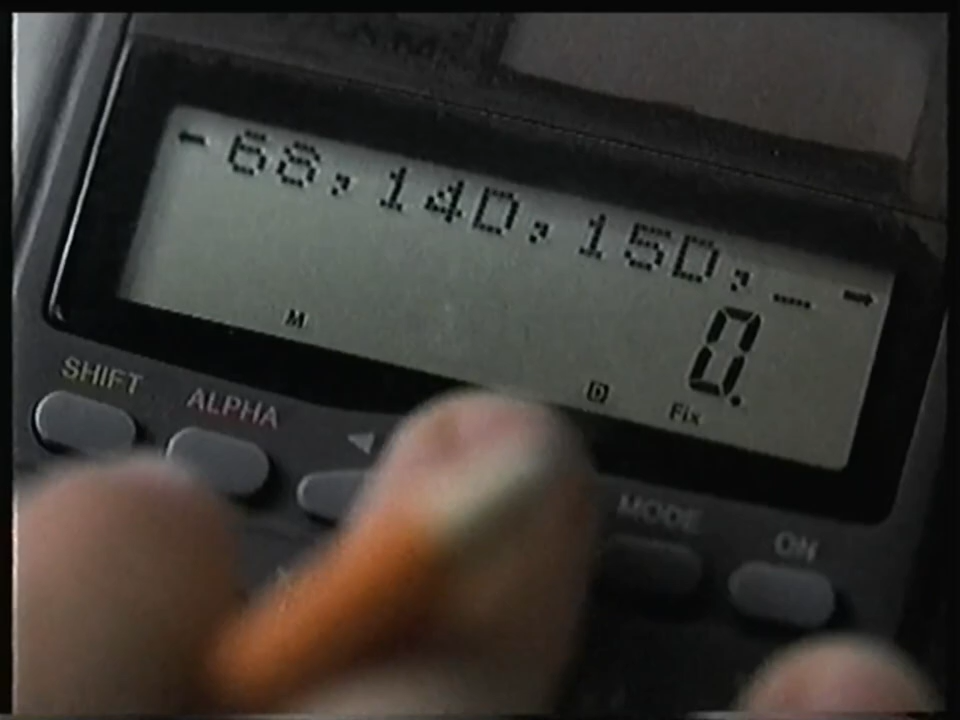 ←68,14D,15D,_→
0.
M D Fix
SHIFT ALPHA ◀ MODE ON